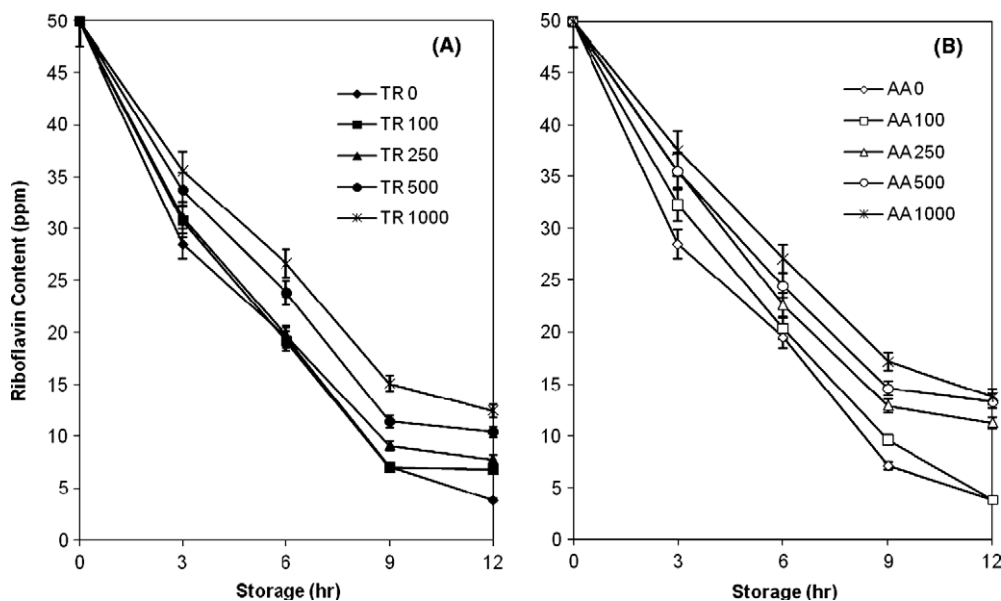 Riboflavin Content (ppm)
50
45
40
35
30
25
20
15
10
5
0
0 3 6 9 12
Storage (hr)
(A)
TR 0
TR 100
TR 250
TR 500
TR 1000
50
45
40
35
30
25
20
15
10
5
0
0 3 6 9 12
Storage (hr)
(B)
AA 0
AA 100
AA 250
AA 500
AA 1000